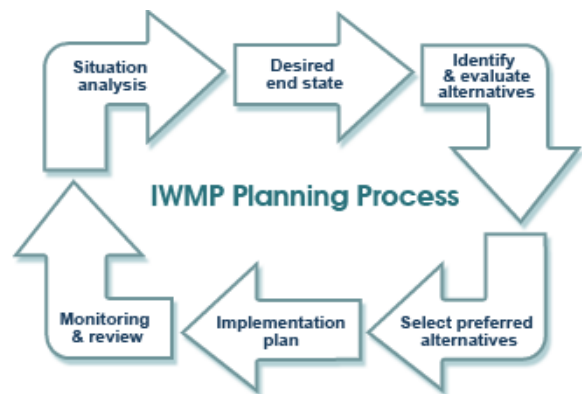 Situation
analysis
Desired
end state
Identify
& evaluate
alternatives
IWMP Planning Process
Monitoring
& review
Implementation
plan
Select preferred
alternatives